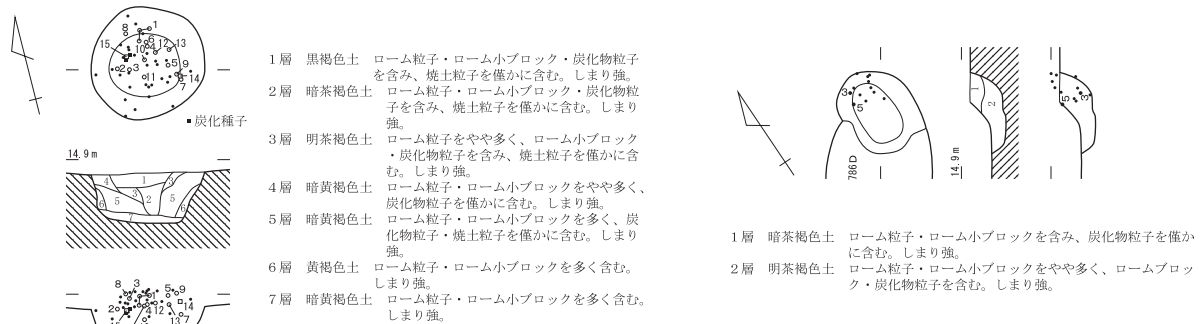 ■炭化種子
14.9m
1層 黒褐色土 ローム粒子・ローム小ブロック・炭化物粒子
を含み、焼土粒子を僅かに含む。しまり強。
2層 暗茶褐色土 ローム粒子・ローム小ブロック・炭化物粒
子を含み、焼土粒子を僅かに含む。しまり
強。
3層 明茶褐色土 ローム粒子をやや多く、ローム小ブロック
・炭化物粒子を含み、焼土粒子を僅かに含
む。しまり強。
4層 暗黄褐色土 ローム粒子・ローム小ブロックをやや多く、
炭化物粒子を僅かに含む。しまり強。
5層 暗黄褐色土 ローム粒子・ローム小ブロックを多く、炭
化物粒子・焼土粒子を僅かに含む。しまり
強。
6層 黄褐色土 ローム粒子・ローム小ブロックを多く含む。
しまり強。
7層 暗黄褐色土 ローム粒子・ローム小ブロックを多く含む。
しまり強。
786D
14.9m
1層 暗茶褐色土 ローム粒子・ローム小ブロックを含み、炭化物粒子を僅か
に含む。しまり強。
2層 明茶褐色土 ローム粒子・ローム小ブロックをやや多く、ロームブロッ
ク・炭化物粒子を含む。しまり強。